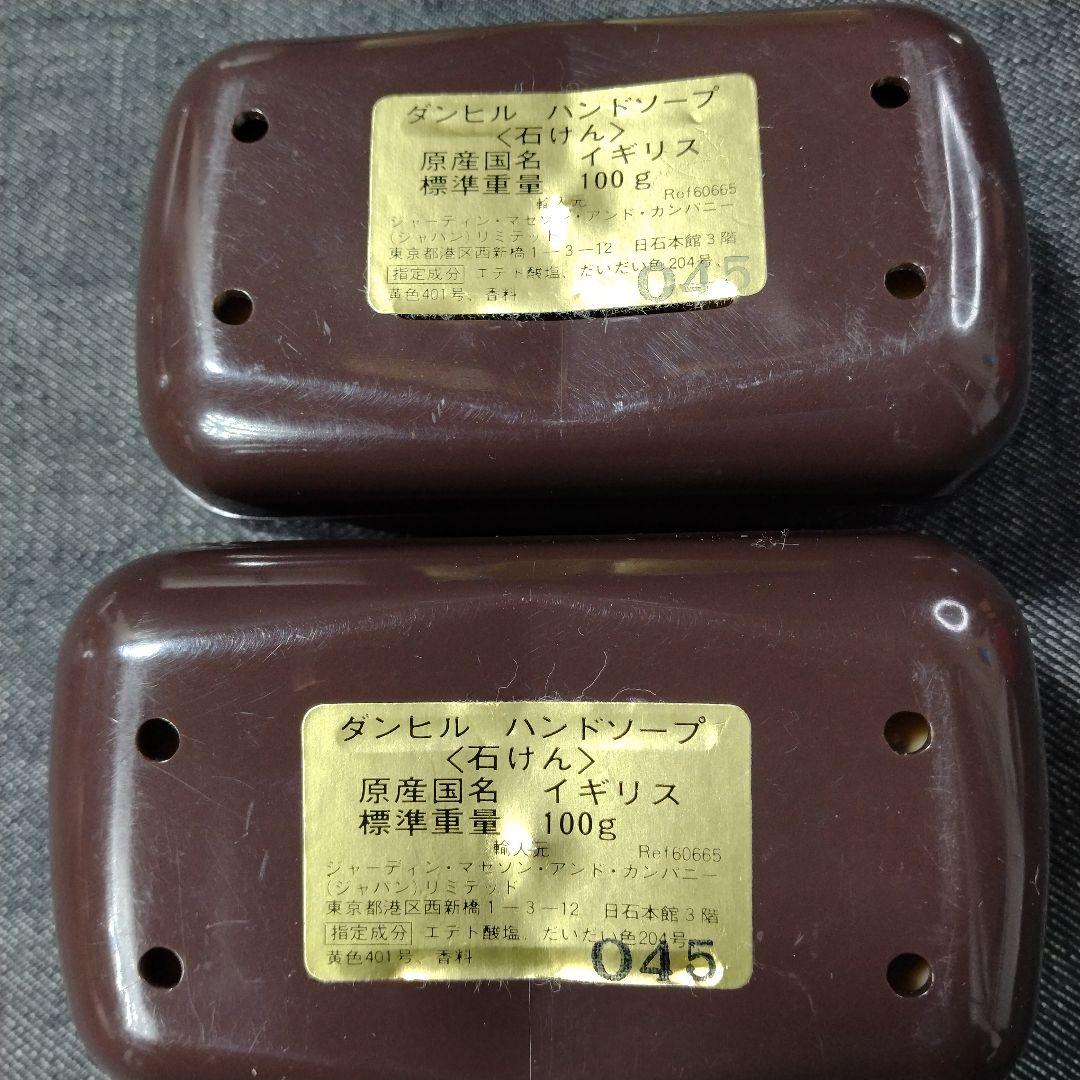 ダンヒル ハンドソープ
〈石けん〉
原産国名 イギリス
標準重量 100g
輸入元 Ref60665
ジャーディン・マセソン・アンド・カンパニー
(ジャパン)リミテッド
東京都港区西新橋1-3-12 日石本館3階
指定成分 エデト酸塩、だいだい色204号、
黄色401号、香料
045
ダンヒル ハンドソープ
〈石けん〉
原産国名 イギリス
標準重量 100g
輸入元 Ref60665
ジャーディン・マセソン・アンド・カンパニー
(ジャパン)リミテッド
東京都港区西新橋1-3-12 日石本館3階
指定成分 エデト酸塩、だいだい色204号、
黄色401号、香料
045